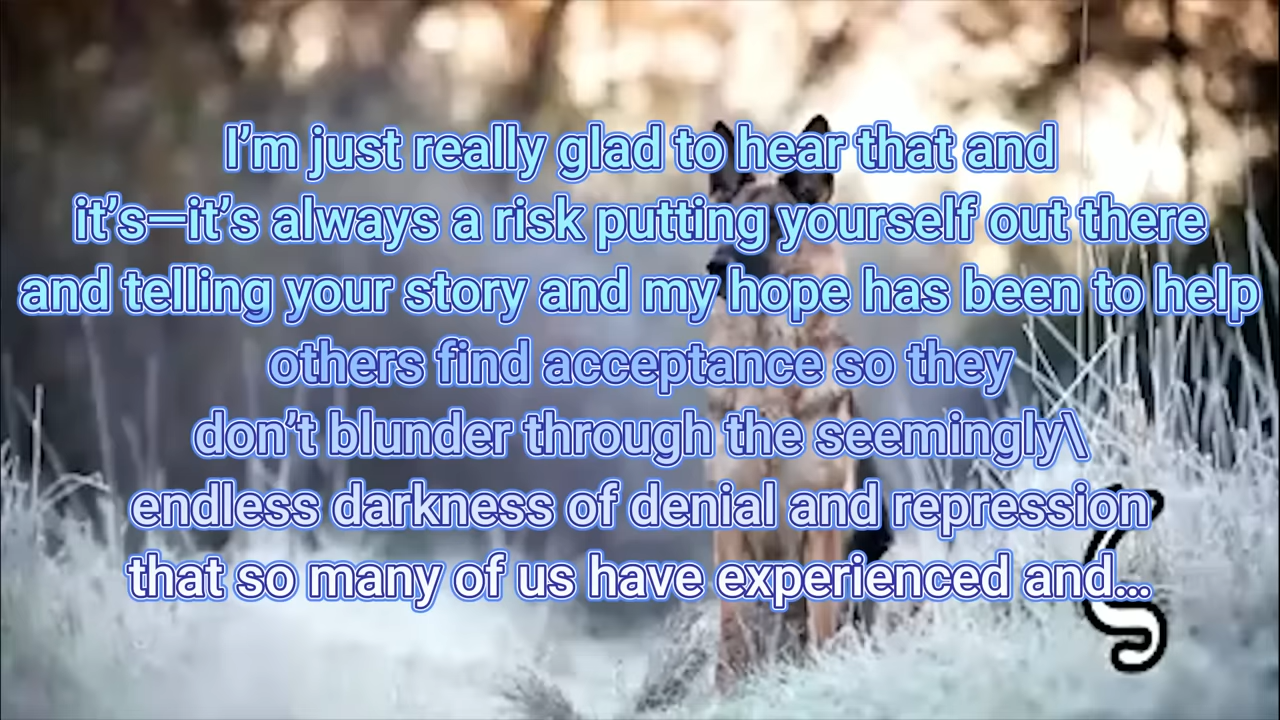 I’m just really glad to hear that and
it’s—it’s always a risk putting yourself out there
and telling your story and my hope has been to help
others find acceptance so they
don’t blunder through the seemingly\
endless darkness of denial and repression
that so many of us have experienced and...